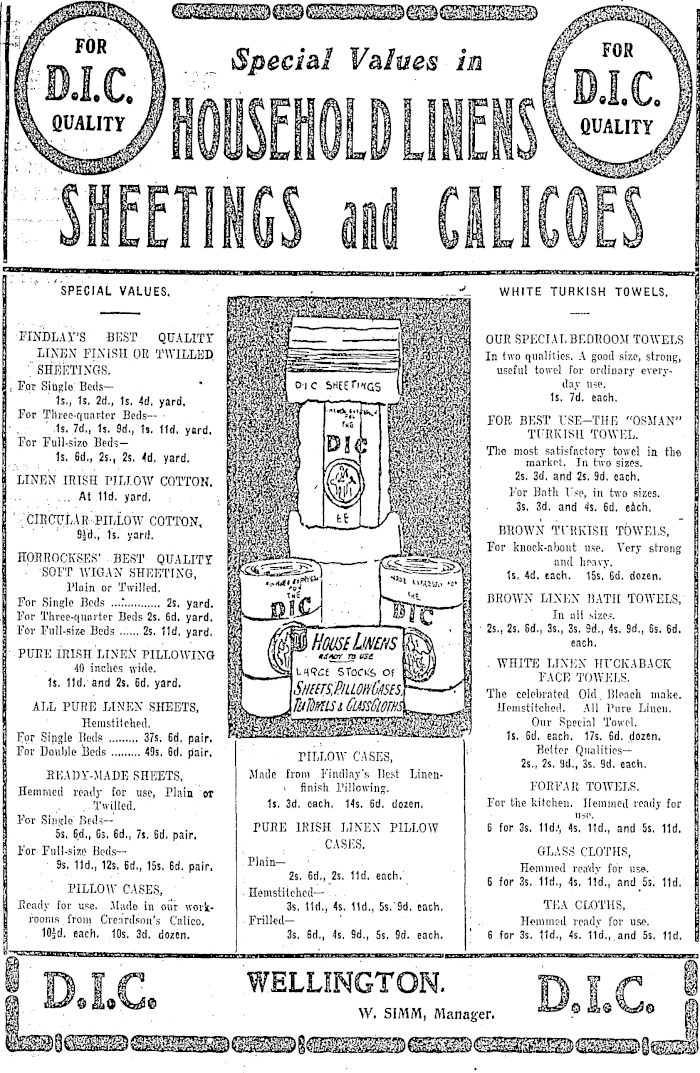 FOR
D.I.C.
QUALITY
Special Values in
HOUSEHOLD LINENS
SHEETINGS and CALICOES
FOR
D.I.C.
QUALITY
SPECIAL VALUES.
FINDLAY'S BEST QUALITY
LINEN FINISH OR TWILLED
SHEETINGS.
For Single Beds—
1s., 1s. 2d., 1s. 4d. yard.
For Three-quarter Beds—
1s. 7d., 1s. 9d., 1s. 11d. yard.
For Full-size Beds—
1s. 6d., 2s., 2s. 4d. yard.
LINEN IRISH PILLOW COTTON.
At 11d. yard.
CIRCULAR PILLOW COTTON,
9½d., 1s. yard.
HORROCKSES' BEST QUALITY
SOFT WIGAN SHEETING,
Plain or Twilled.
For Single Beds ............. 2s. yard.
For Three-quarter Beds 2s. 6d. yard.
For Full-size Beds ...... 2s. 11d. yard.
PURE IRISH LINEN PILLOWING
40 inches wide.
1s. 11d. and 2s. 6d. yard.
ALL PURE LINEN SHEETS,
Hemstitched.
For Single Beds ......... 37s. 6d. pair.
For Double Beds ......... 49s. 6d. pair.
READY-MADE SHEETS,
Hemmed ready for use, Plain or
Twilled.
For Single Beds—
5s. 6d., 6s. 6d., 7s. 6d. pair.
For Full-size Beds—
9s. 11d., 12s. 6d., 15s. 6d. pair.
PILLOW CASES,
Ready for use. Made in our work-
rooms from Creardson's Calico.
10½d. each. 10s. 3d. dozen.
DIC SHEETINGS
FOR
THE
DIC
EE
MADE EXPRESSLY
FOR
THE
DIC
MADE EXPRESSLY FOR
THE
DIC
HOUSE LINENS
READY TO USE
LARGE STOCKS OF
SHEETS, PILLOW CASES,
TEA TOWELS & GLASS CLOTHS
PILLOW CASES,
Made from Findlay's Best Linen-
finish Pillowing.
1s. 3d. each. 14s. 6d. dozen.
PURE IRISH LINEN PILLOW
CASES.
Plain—
2s. 6d., 2s. 11d. each.
Hemstitched—
3s. 11d., 4s. 11d., 5s. 9d. each.
Frilled—
3s. 6d., 4s. 9d., 5s. 9d. each.
WHITE TURKISH TOWELS.
OUR SPECIAL BEDROOM TOWELS
In two qualities. A good size, strong,
useful towel for ordinary every-
day use.
1s. 7d. each.
FOR BEST USE—THE "OSMAN"
TURKISH TOWEL.
The most satisfactory towel in the
market. In two sizes.
2s. 3d. and 2s. 9d. each.
For Bath Use, in two sizes.
3s. 3d. and 4s. 6d. each.
BROWN TURKISH TOWELS,
For knock-about use. Very strong
and heavy.
1s. 4d. each. 15s. 6d. dozen.
BROWN LINEN BATH TOWELS,
In all sizes.
2s., 2s. 6d., 3s., 3s. 9d., 4s. 9d., 6s. 6d.
each.
WHITE LINEN HUCKABACK
FACE TOWELS.
The celebrated Old Bleach make.
Hemstitched. All Pure Linen.
Our Special Towel.
1s. 6d. each. 17s. 6d. dozen.
Better Qualities—
2s., 2s. 9d., 3s. 9d. each.
FORFAR TOWELS.
For the kitchen. Hemmed ready for
use.
6 for 3s. 11d., 4s. 11d., and 5s. 11d.
GLASS CLOTHS,
Hemmed ready for use.
6 for 3s. 11d., 4s. 11d., and 5s. 11d.
TEA CLOTHS,
Hemmed ready for use.
6 for 3s. 11d., 4s. 11d., and 5s. 11d.
D.I.C.
WELLINGTON.
W. SIMM, Manager.
D.I.C.